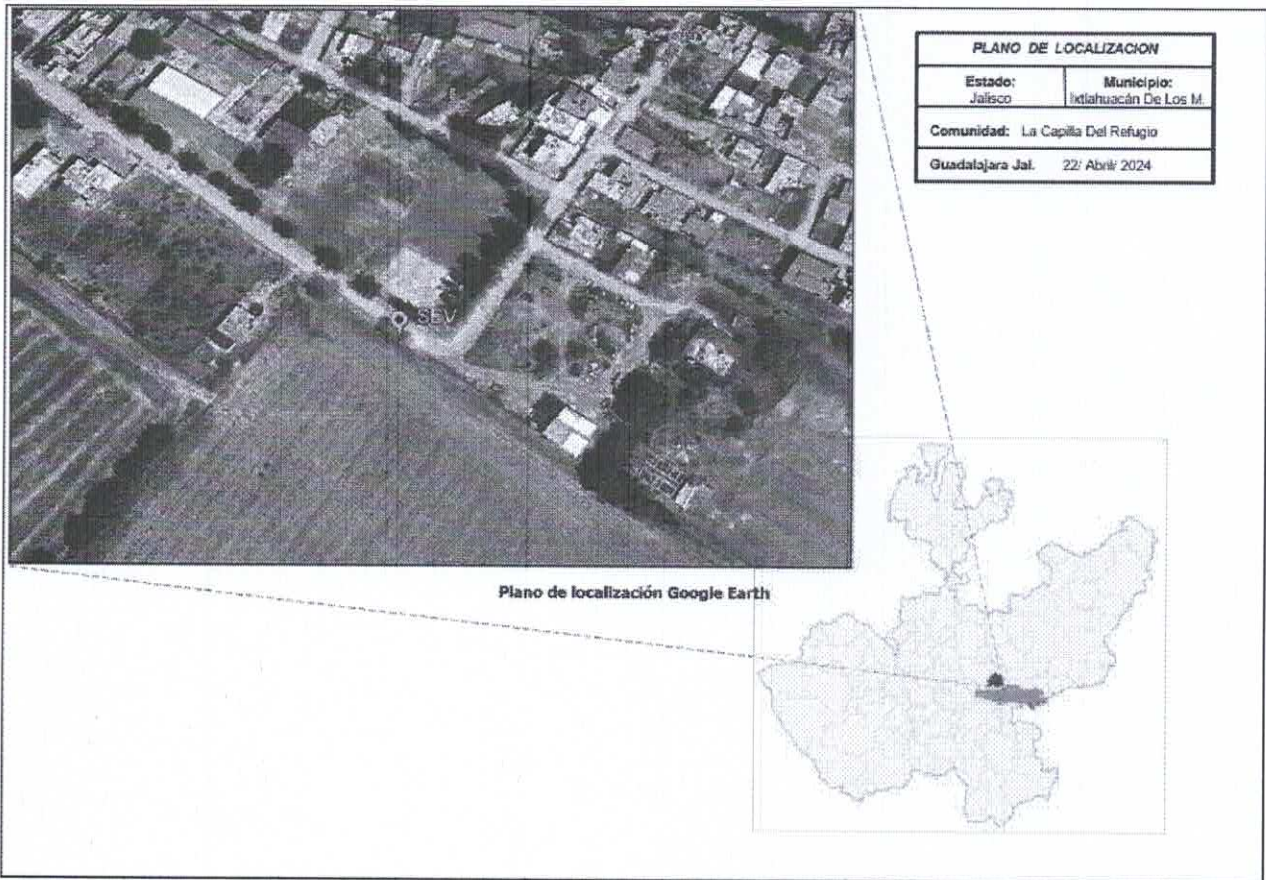 PLANO DE LOCALIZACION
Estado:
Jalisco
Municipio:
Ixtlahuacán De Los M.
Comunidad: La Capilla Del Refugio
Guadalajara Jal. 22/ Abril/ 2024
SEV
Plano de localización Google Earth